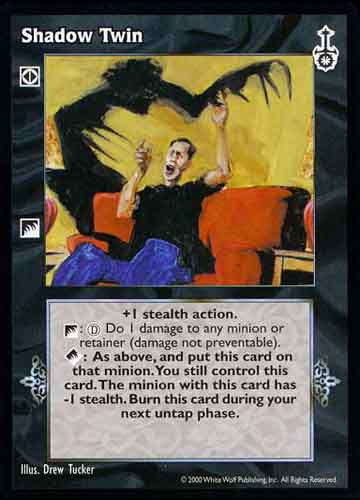 Shadow Twin
+1 stealth action.
: Ⓓ Do 1 damage to any minion or
retainer (damage not preventable).
: As above, and put this card on
that minion. You still control this
card. The minion with this card has
-1 stealth. Burn this card during your
next untap phase.
Illus. Drew Tucker
© 2000 White Wolf Publishing, Inc. All Rights Reserved.